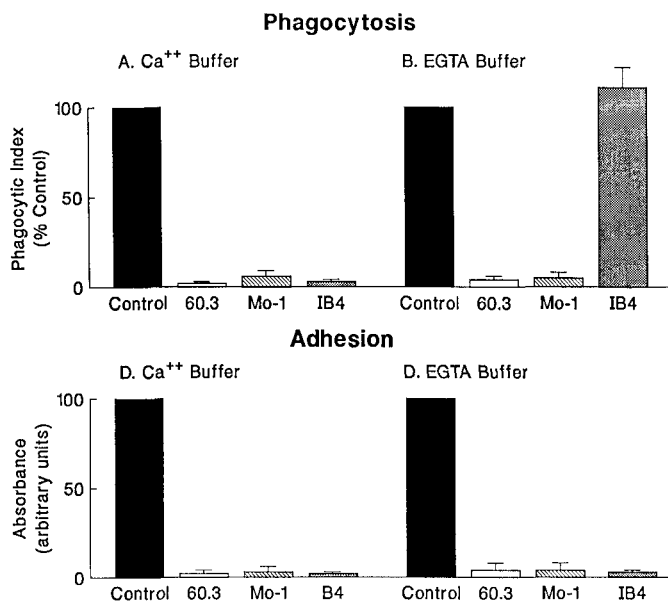 Phagocytosis
A. Ca++ Buffer
B. EGTA Buffer
Phagocytic Index
(% Control)
100
50
0
Control 60.3 Mo-1 IB4
Control 60.3 Mo-1 IB4
Adhesion
D. Ca++ Buffer
D. EGTA Buffer
Absorbance
(arbitrary units)
100
50
0
Control 60.3 Mo-1 B4
Control 60.3 Mo-1 IB4